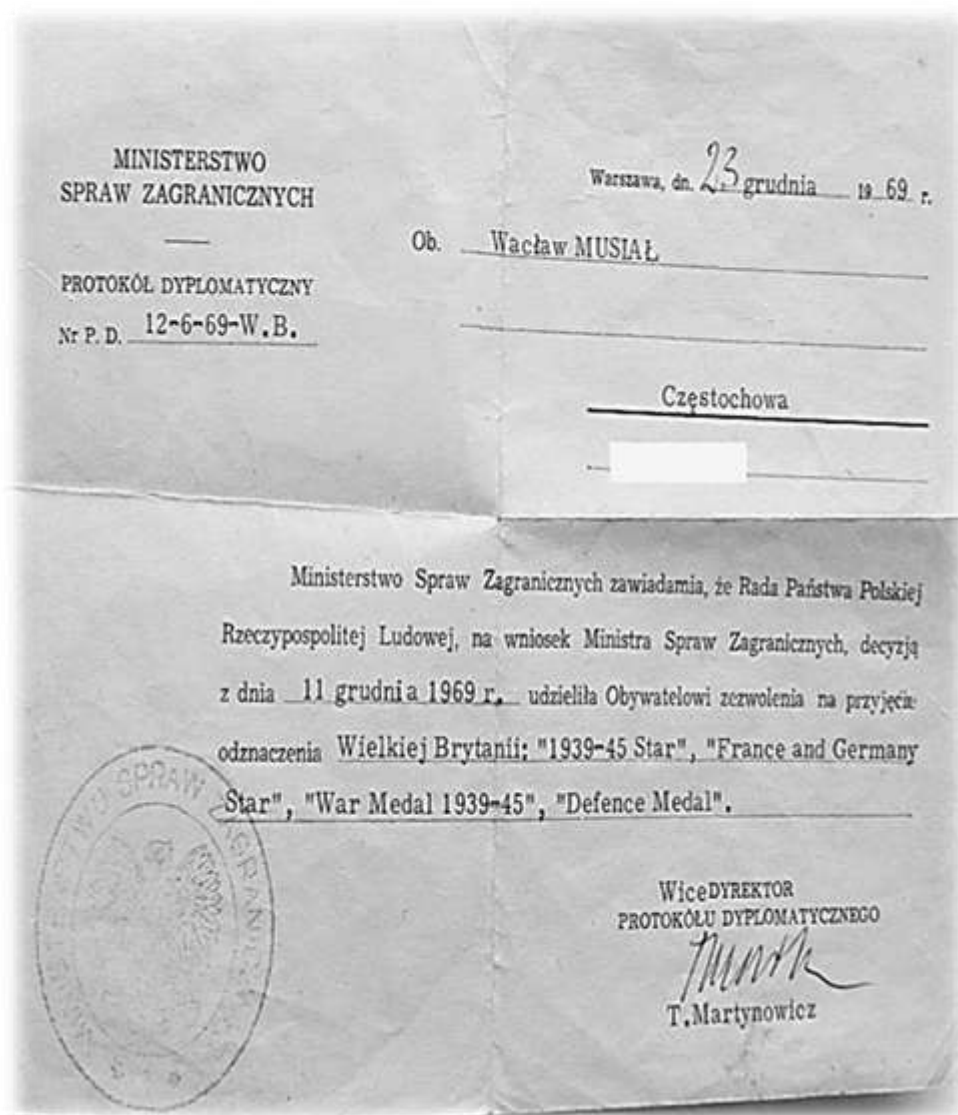 MINISTERSTWO
SPRAW ZAGRANICZNYCH
PROTOKÓŁ DYPLOMATYCZNY
Nr P. D. 12-6-69-W.B.
Warszawa, dn. 23 grudnia 19 69 r.
Ob. Wacław MUSIAŁ
Częstochowa
Ministerstwo Spraw Zagranicznych zawiadamia, że Rada Państwa Polskiej
Rzeczypospolitej Ludowej, na wniosek Ministra Spraw Zagranicznych, decyzją
z dnia 11 grudnia 1969 r. udzieliła Obywatelowi zezwolenia na przyjęcie
odznaczenia Wielkiej Brytanii: "1939-45 Star", "France and Germany
Star", "War Medal 1939-45", "Defence Medal".
WiceDYREKTOR
PROTOKÓŁU DYPLOMATYCZNEGO
T.Martynowicz
SPRAW